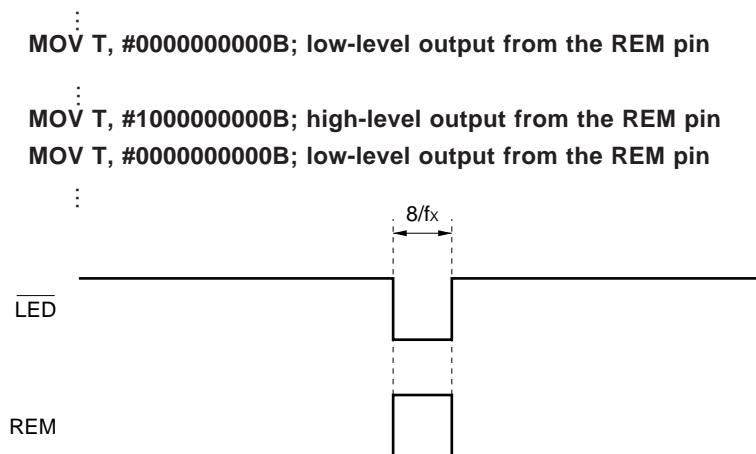 ⋮
MOV T, #0000000000B; low-level output from the REM pin
⋮
MOV T, #1000000000B; high-level output from the REM pin
MOV T, #0000000000B; low-level output from the REM pin
⋮
8/fx
L̅E̅D̅
REM